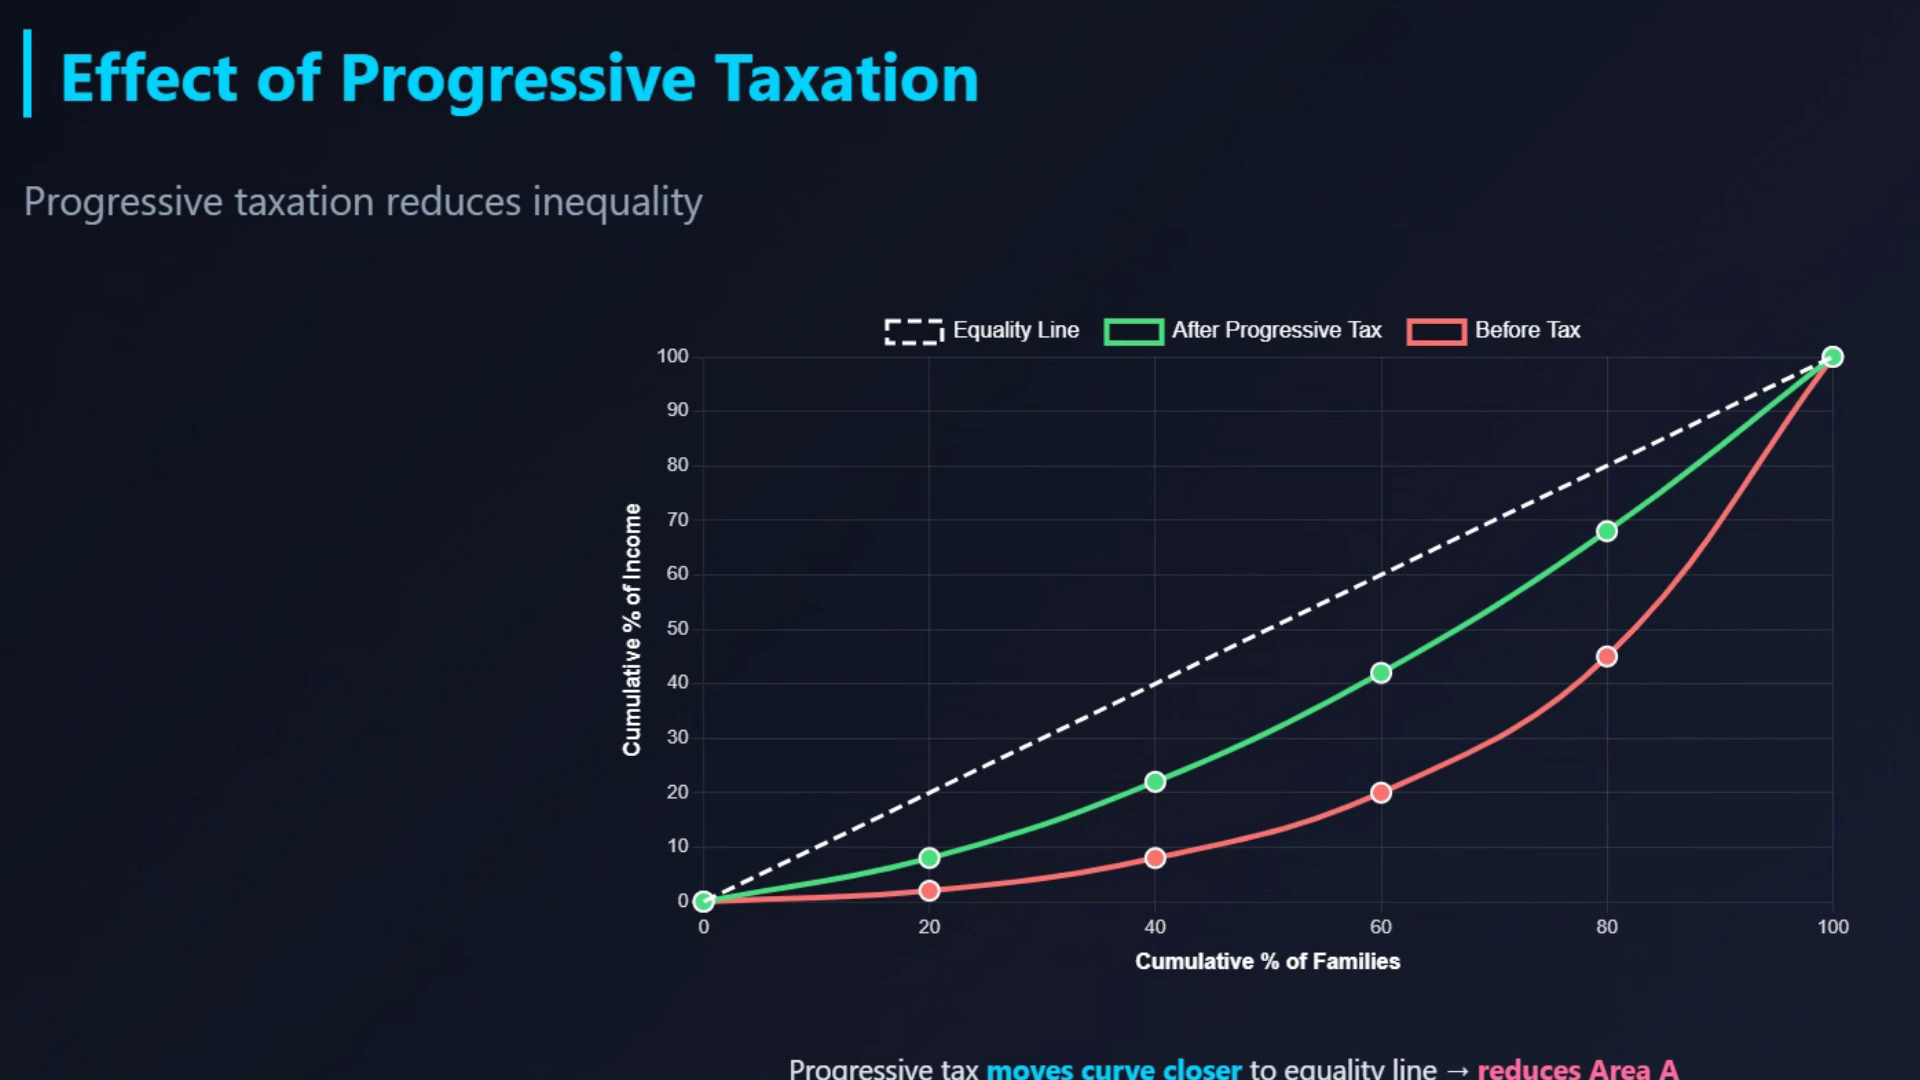 Effect of Progressive Taxation
Progressive taxation reduces inequality
Equality Line After Progressive Tax Before Tax
100
90
80
70
60
50
40
30
20
10
0
Cumulative % of Income
0 20 40 60 80 100
Cumulative % of Families
Progressive tax moves curve closer to equality line → reduces Area A